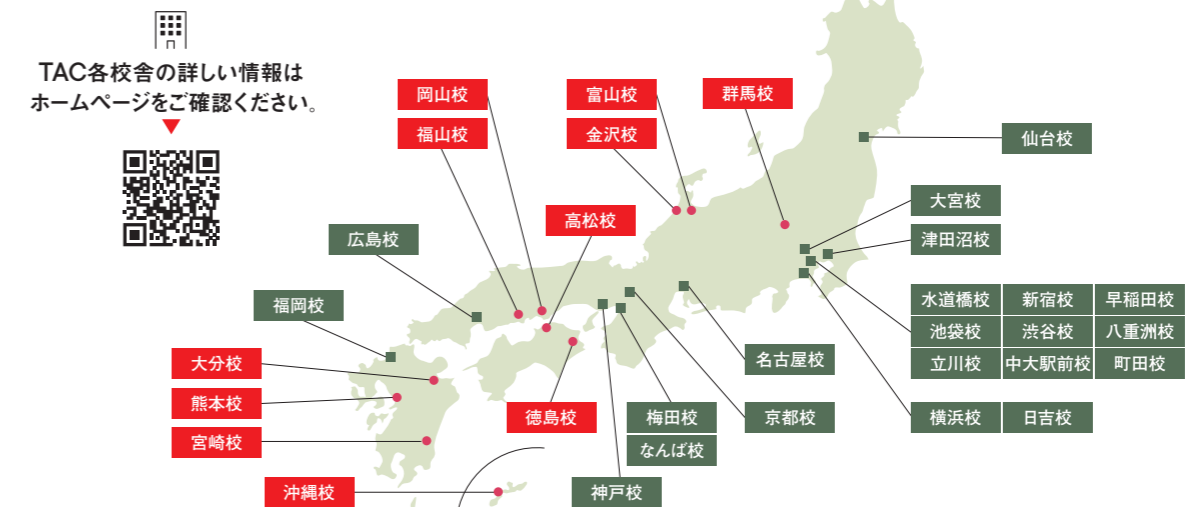 TAC各校舎の詳しい情報は
ホームページをご確認ください。
岡山校
福山校
富山校
金沢校
群馬校
仙台校
大宮校
津田沼校
高松校
広島校
福岡校
水道橋校 新宿校 早稲田校
池袋校 渋谷校 八重洲校
立川校 中大駅前校 町田校
名古屋校
大分校
熊本校
宮崎校
徳島校
梅田校
なんば校
京都校
横浜校 日吉校
沖縄校
神戸校